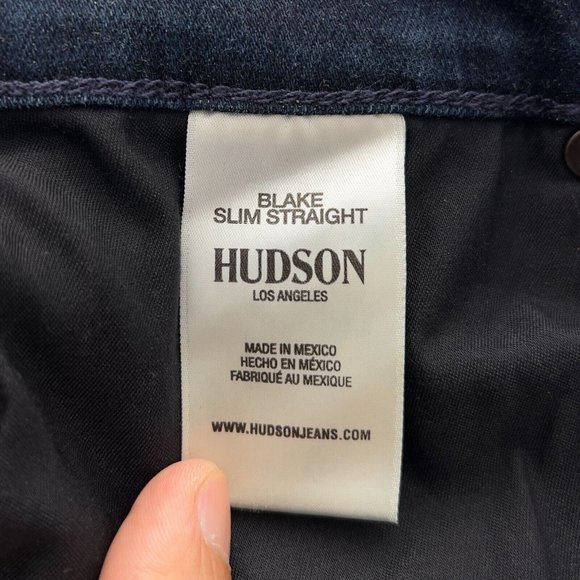 BLAKE
SLIM STRAIGHT
HUDSON
LOS ANGELES
MADE IN MEXICO
HECHO EN MÉXICO
FABRIQUÉ AU MEXIQUE
WWW.HUDSONJEANS.COM